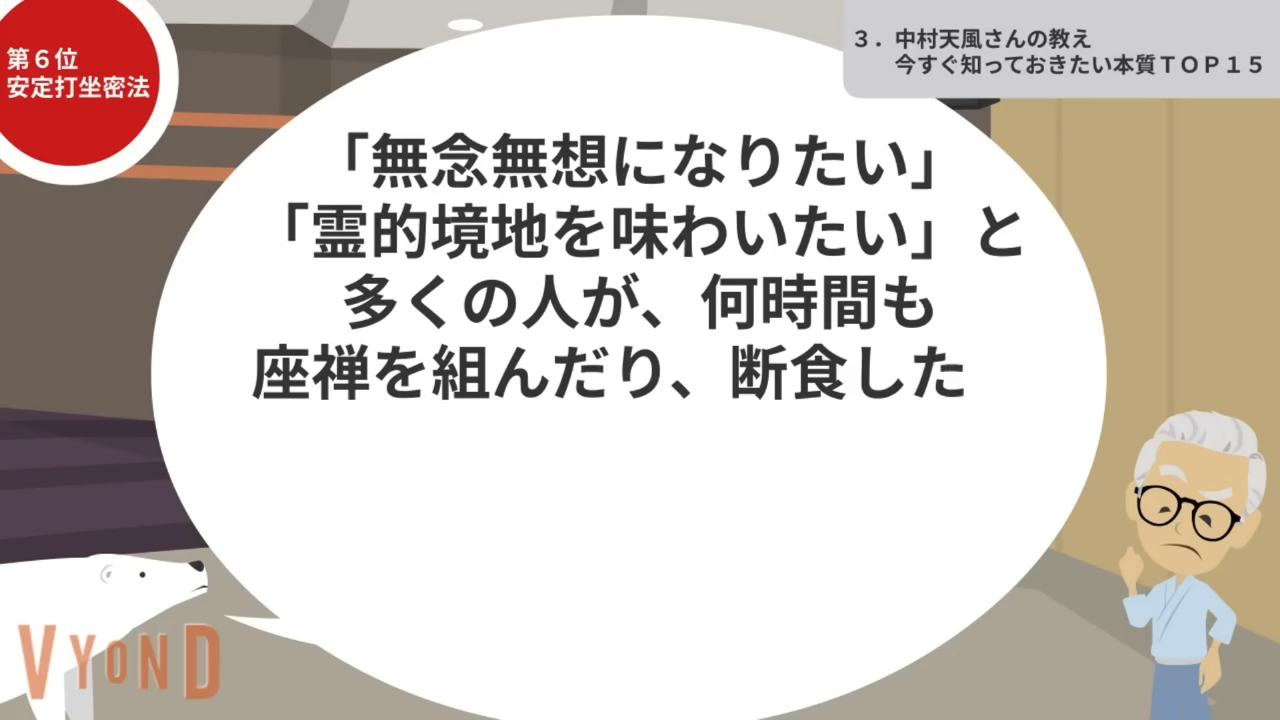 第６位
安定打坐密法
３．中村天風さんの教え
今すぐ知っておきたい本質ＴＯＰ１５
「無念無想になりたい」
「霊的境地を味わいたい」と
多くの人が、何時間も
座禅を組んだり、断食した
VYOND